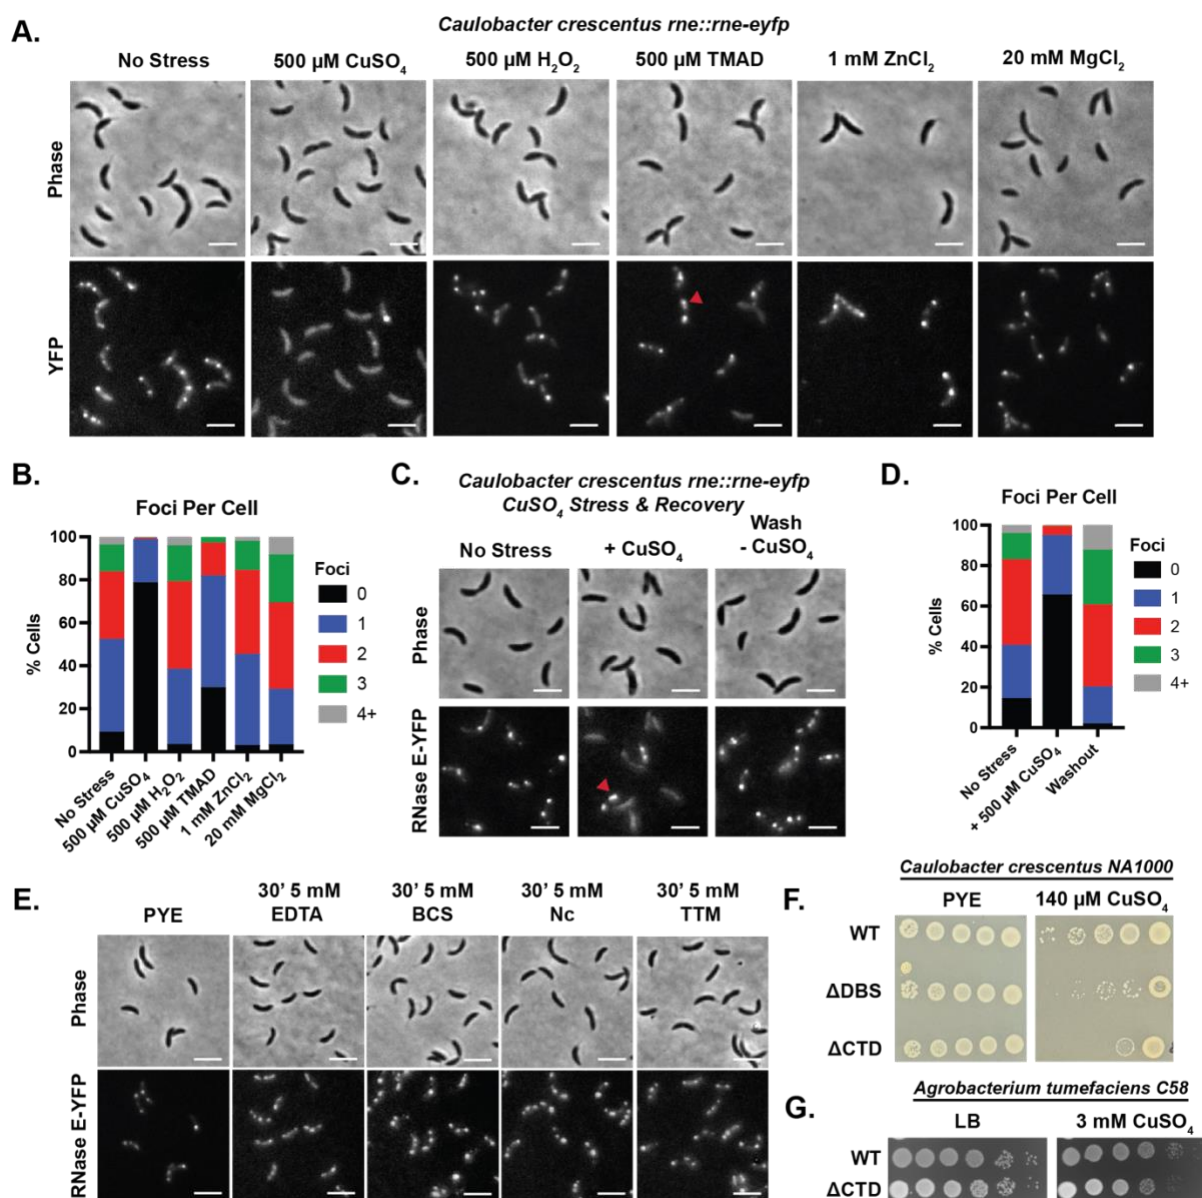 A.
Caulobacter crescentus rne::rne-eyfp
No Stress 500 µM CuSO4 500 µM H2O2 500 µM TMAD 1 mM ZnCl2 20 mM MgCl2
Phase
YFP
B.
Foci Per Cell
% Cells
100
80
60
40
20
0
No Stress
500 µM CuSO4
500 µM H2O2
500 µM TMAD
1 mM ZnCl2
20 mM MgCl2
Foci
0
1
2
3
4+
C.
Caulobacter crescentus rne::rne-eyfp
CuSO4 Stress & Recovery
No Stress + CuSO4 Wash - CuSO4
Phase
RNase E-YFP
D.
Foci Per Cell
% Cells
100
80
60
40
20
0
No Stress
+ 500 µM CuSO4
Washout
Foci
0
1
2
3
4+
E.
PYE 30' 5 mM EDTA 30' 5 mM BCS 30' 5 mM Nc 30' 5 mM TTM
Phase
RNase E-YFP
F.
Caulobacter crescentus NA1000
PYE 140 µM CuSO4
WT
ΔDBS
ΔCTD
G.
Agrobacterium tumefaciens C58
LB 3 mM CuSO4
WT
ΔCTD